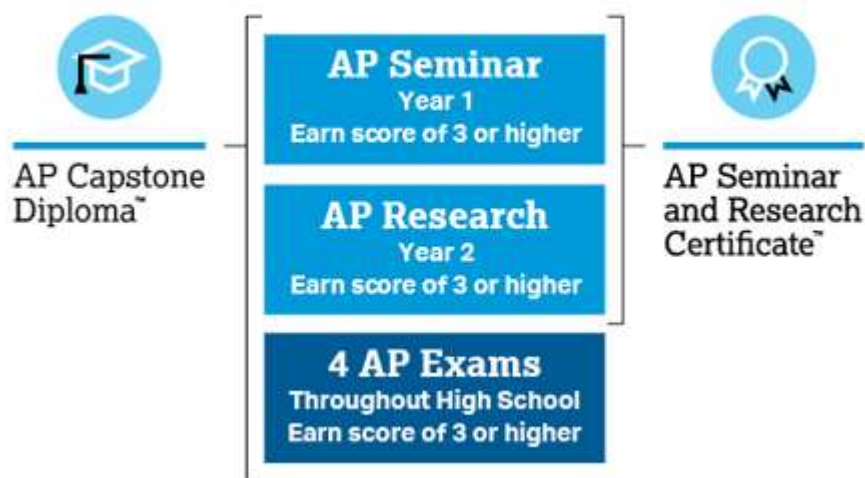 AP Capstone
Diploma™
AP Seminar
Year 1
Earn score of 3 or higher
AP Research
Year 2
Earn score of 3 or higher
4 AP Exams
Throughout High School
Earn score of 3 or higher
AP Seminar
and Research
Certificate™